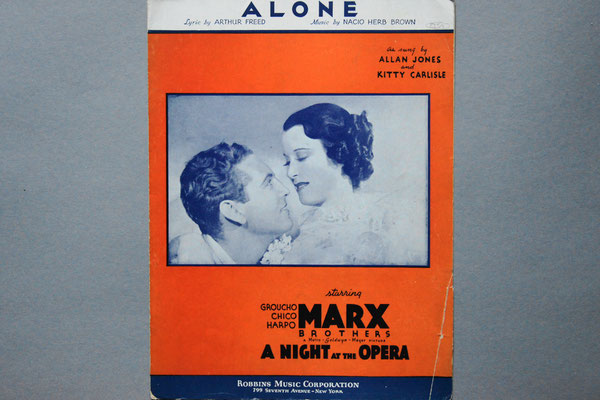 ALONE
Lyric by ARTHUR FREED Music by NACIO HERB BROWN
as sung by
ALLAN JONES
and
KITTY CARLISLE
starring
GROUCHO
CHICO
HARPO
MARX
BROTHERS
a Metro-Goldwyn-Mayer picture
A NIGHT AT THE OPERA
ROBBINS MUSIC CORPORATION
799 SEVENTH AVENUE - NEW YORK